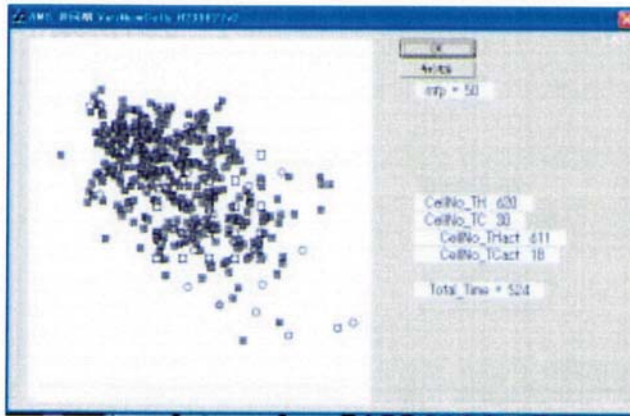 OK
mfp = 50
CellNo_TH 620
CellNo_TC 30
CellNo_THact 611
CellNo_TCact 18
Total_Time = 524